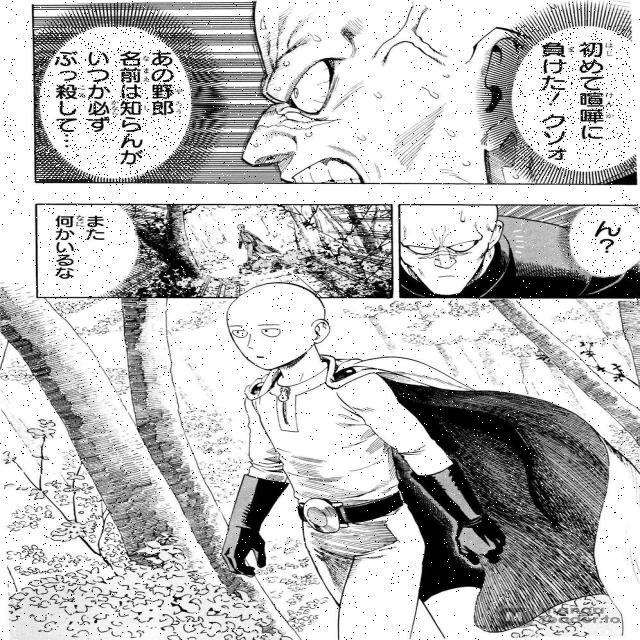 初めて喧嘩に
負けた！クソォ
あの野郎
名前は知らんが
いつか必ず
ぶっ殺して…
ん？
また
何かいるな